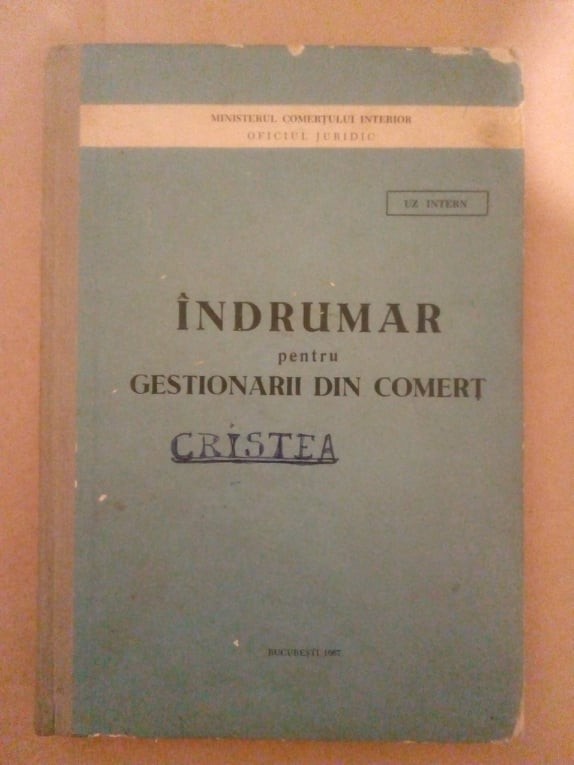 MINISTERUL COMERȚULUI INTERIOR
OFICIUL JURIDIC
UZ INTERN
ÎNDRUMAR
pentru
GESTIONARII DIN COMERȚ
CRISTEA
BUCUREȘTI 1967